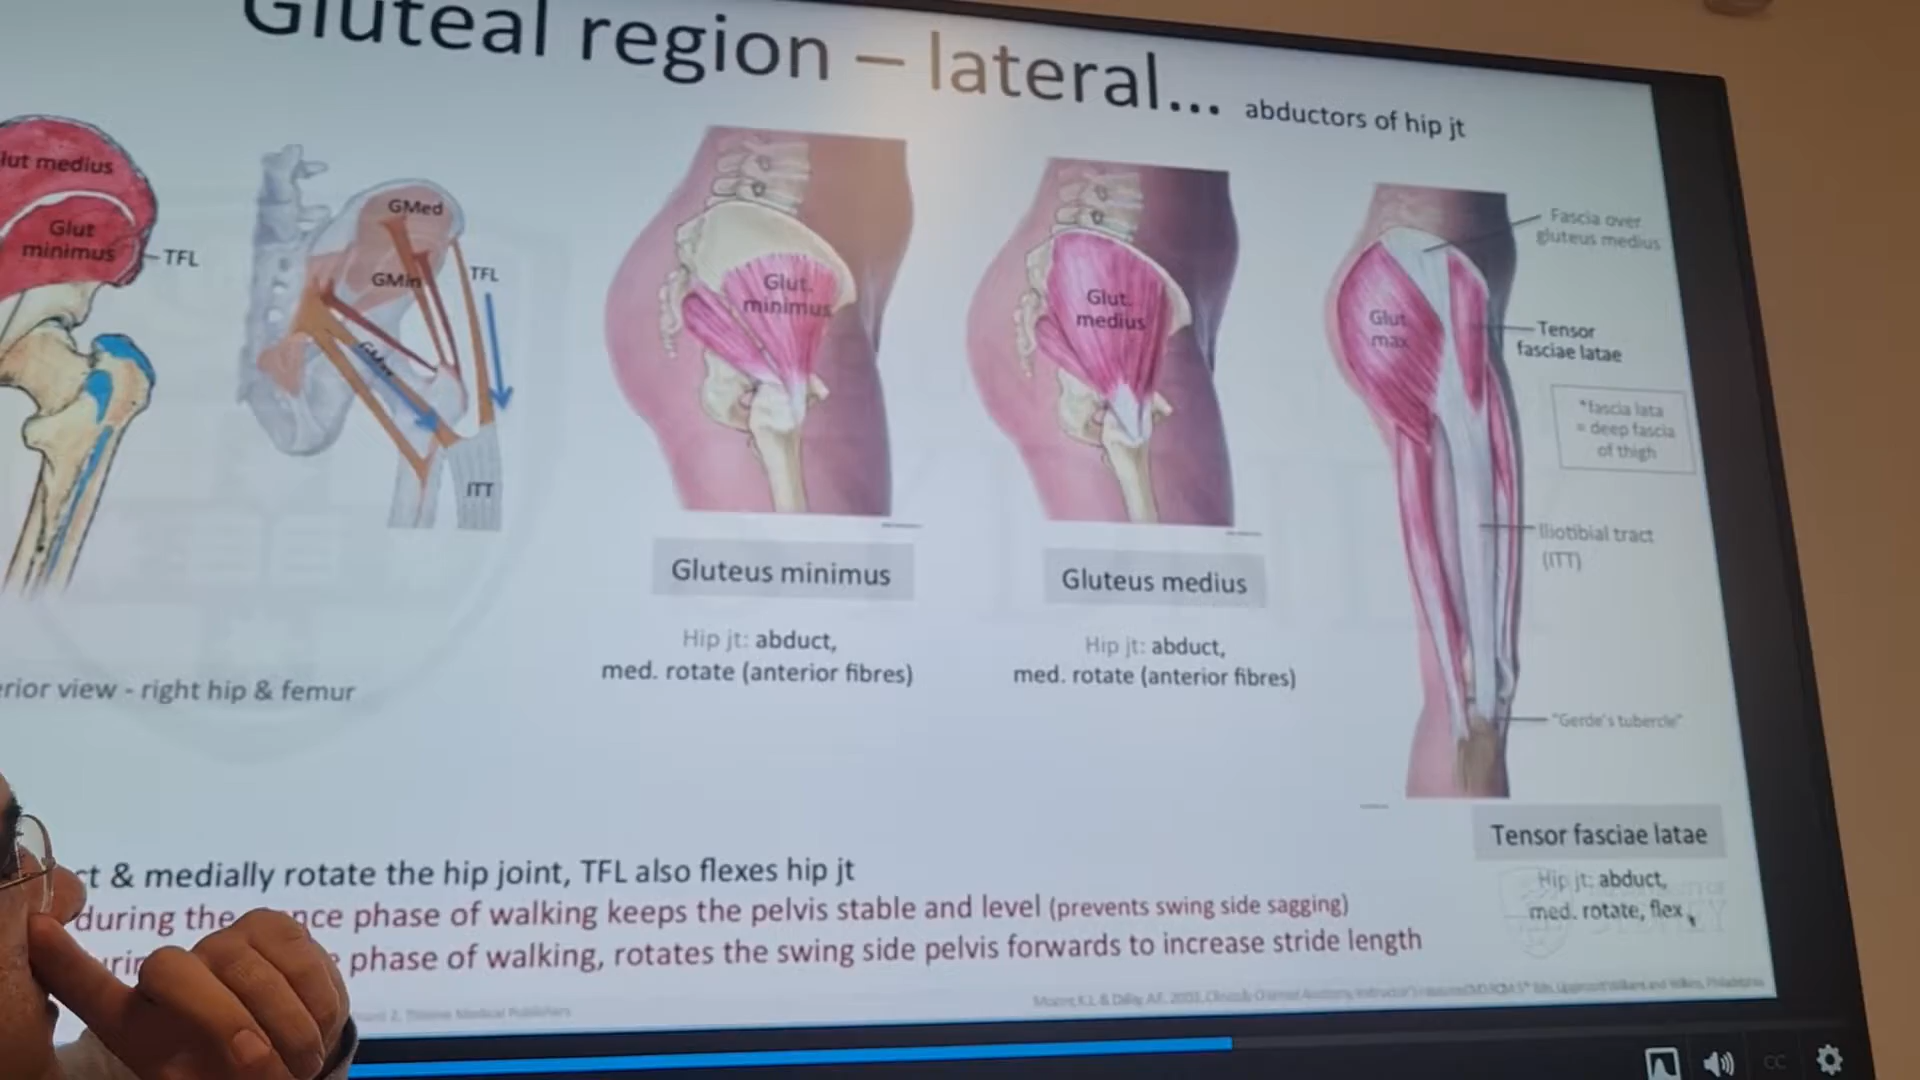 Gluteal region – lateral... abductors of hip jt
lut medius
Glut
minimus
TFL
GMed
GMin
TFL
GMax
ITT
Glut.
minimus
Glut.
medius
Glut
max
Fascia over
gluteus medius
Tensor
fasciae latae
*fascia lata
= deep fascia
of thigh
Iliotibial tract
(ITT)
"Gerde's tubercle"
Gluteus minimus
Hip jt: abduct,
med. rotate (anterior fibres)
Gluteus medius
Hip jt: abduct,
med. rotate (anterior fibres)
Tensor fasciae latae
Hip jt: abduct,
med. rotate, flex
rior view - right hip & femur
ct & medially rotate the hip joint, TFL also flexes hip jt
during the nce phase of walking keeps the pelvis stable and level (prevents swing side sagging)
phase of walking, rotates the swing side pelvis forwards to increase stride length
CC